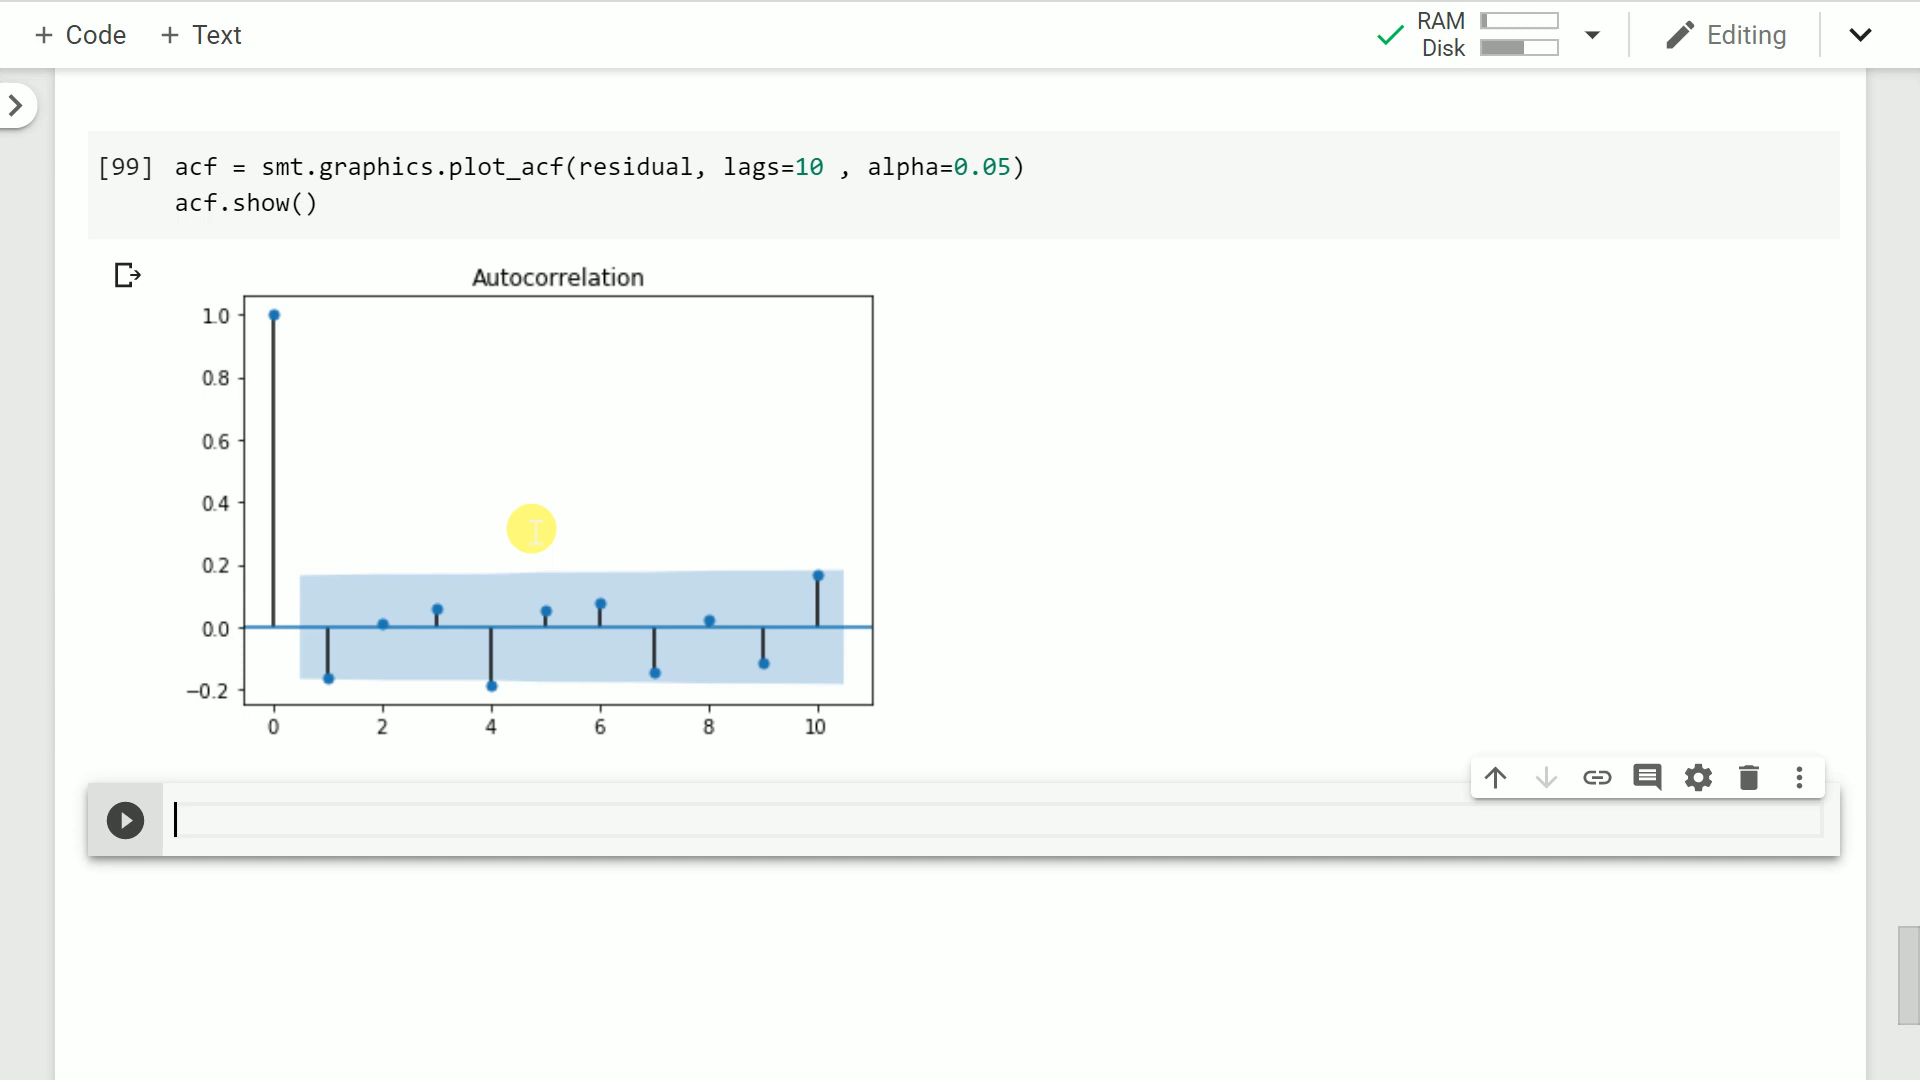 + Code + Text
RAM
Disk
Editing
[99] acf = smt.graphics.plot_acf(residual, lags=10 , alpha=0.05)
acf.show()
Autocorrelation
1.0
0.8
0.6
0.4
0.2
0.0
−0.2
0 2 4 6 8 10